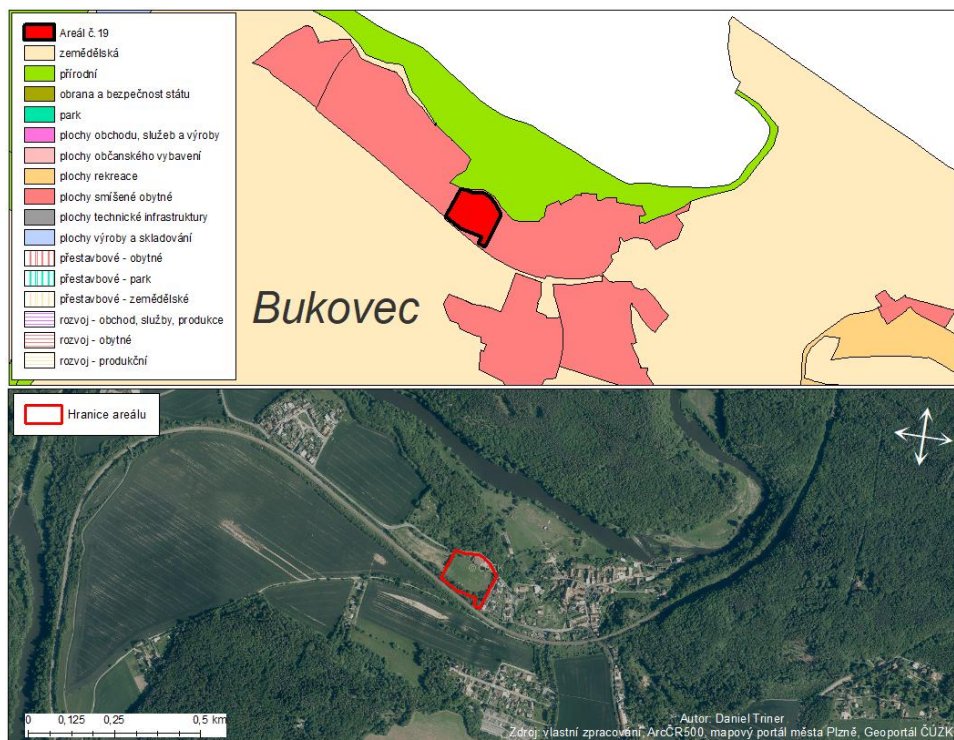 Areál č.19
zemědělská
přírodní
obrana a bezpečnost státu
park
plochy obchodu, služeb a výroby
plochy občanského vybavení
plochy rekreace
plochy smíšené obytné
plochy technické infrastruktury
plochy výroby a skladování
přestavbové - obytné
přestavbové - park
přestavbové - zemědělské
rozvoj - obchod, služby, produkce
rozvoj - obytné
rozvoj - produkční
Bukovec
Hranice areálu
0 0,125 0,25 0,5 km
Autor: Daniel Triner
Zdroj: vlastní zpracování, ArcČR500, mapový portál města Plzně, Geoportál ČÚZK